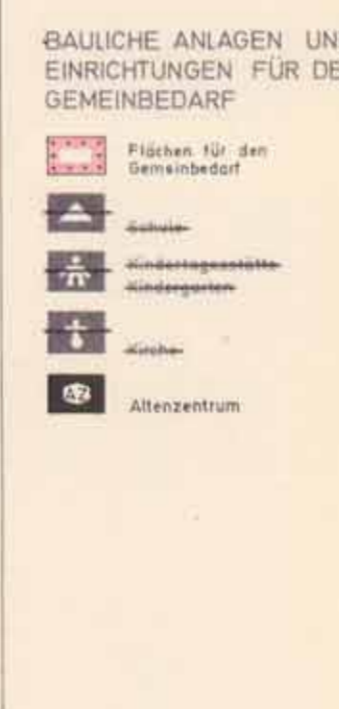 BAULICHE ANLAGEN UN
EINRICHTUNGEN FÜR DE
GEMEINBEDARF
Flächen für den
Gemeinbedarf
Schule
Kindertagesstätte
Kindergarten
Kirche
AZ
Altenzentrum